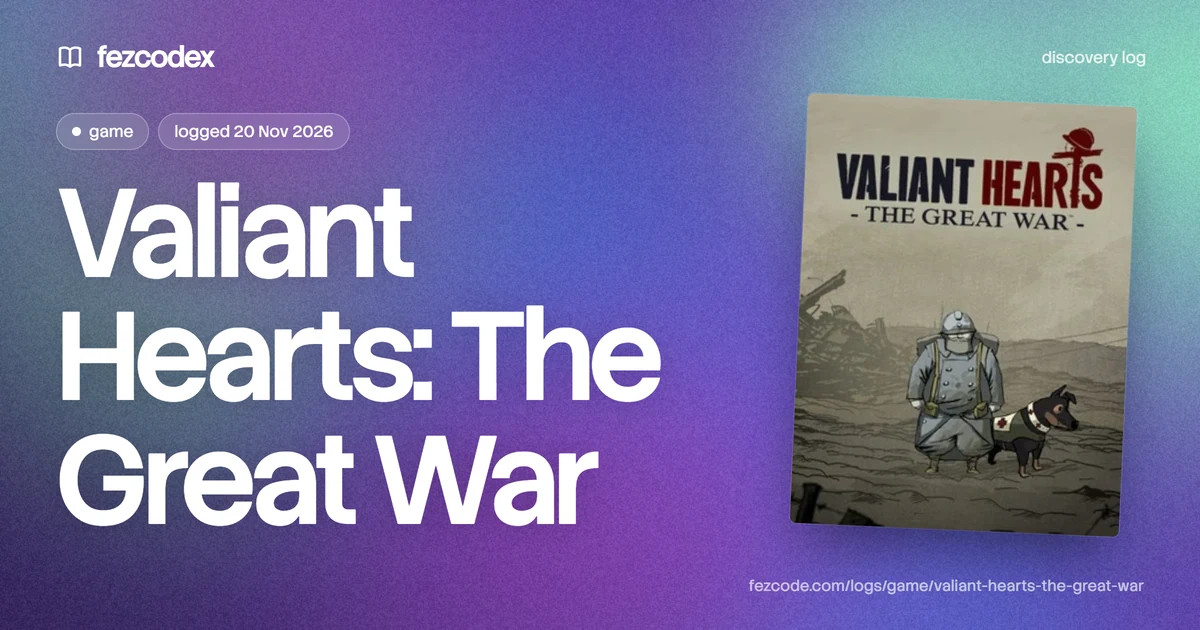 fezcodex
discovery log
game
logged 20 Nov 2026
Valiant
Hearts: The
Great War
VALIANT HEARTS
- THE GREAT WAR™ -
fezcode.com/logs/game/valiant-hearts-the-great-war